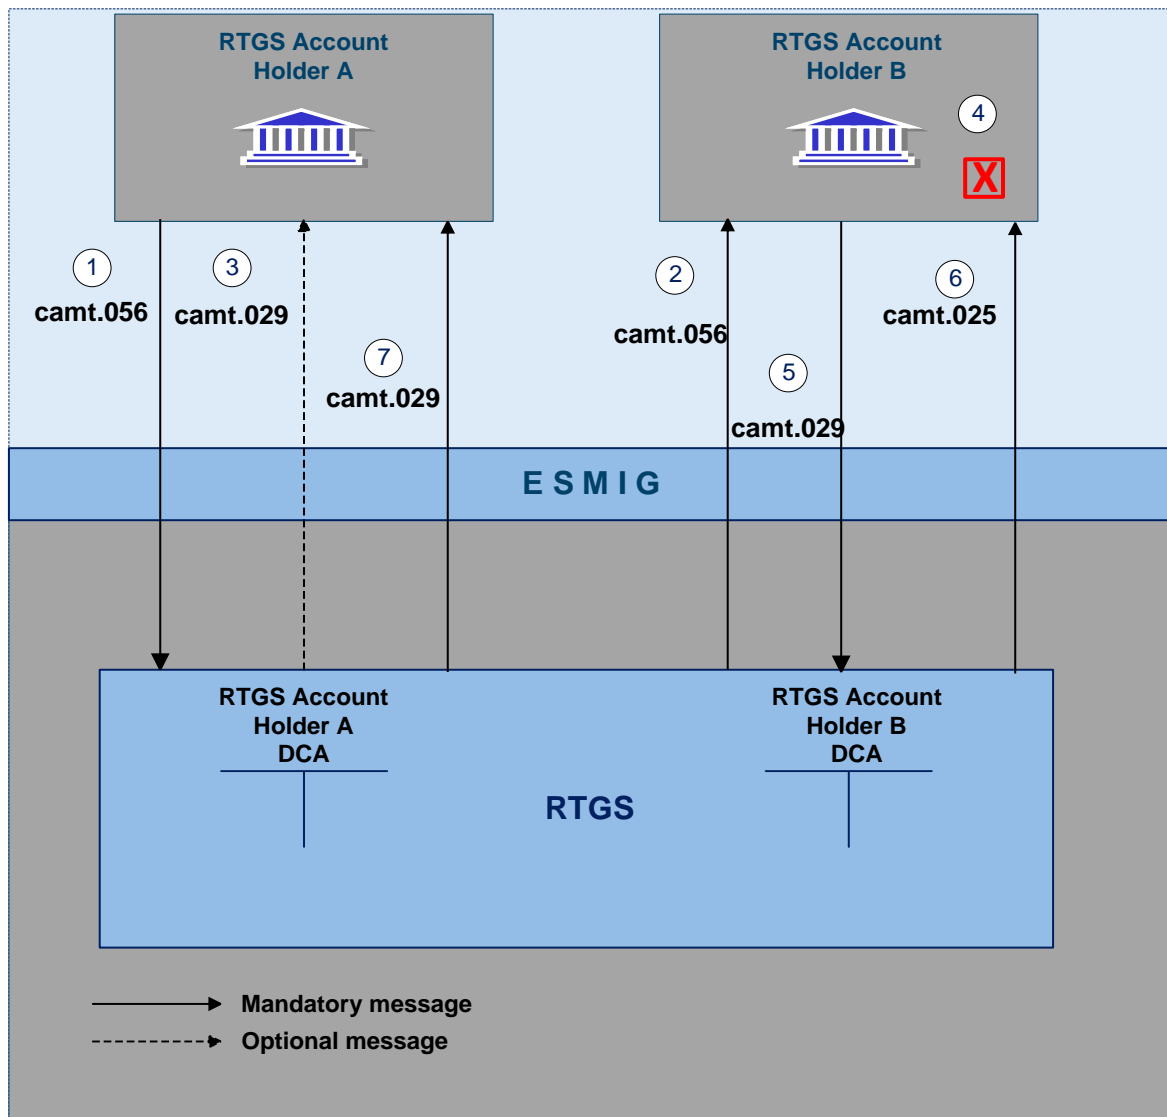 RTGS Account
Holder A
RTGS Account
Holder B
4
X
1
camt.056
3
camt.029
7
camt.029
2
camt.056
5
camt.029
6
camt.025
E S M I G
RTGS Account
Holder A
DCA
RTGS Account
Holder B
DCA
RTGS
Mandatory message
Optional message